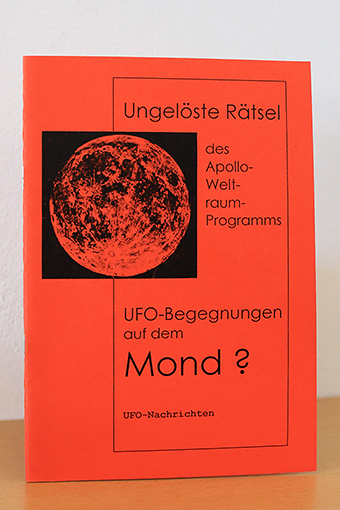 Ungelöste Rätsel
des
Apollo-
Welt-
raum-
Programms
UFO-Begegnungen
auf dem
Mond ?
UFO-Nachrichten